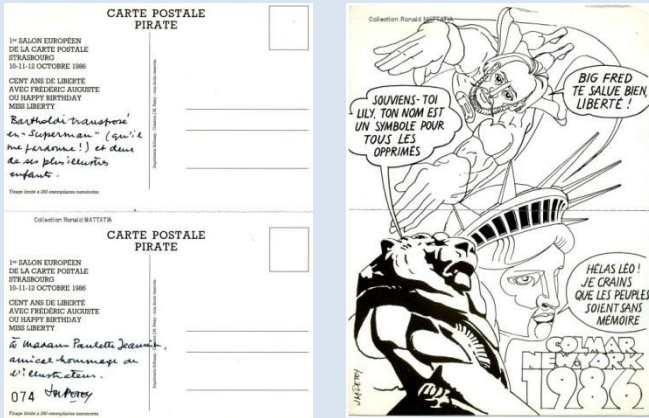 CARTE POSTALE
PIRATE
1er SALON EUROPÉEN
DE LA CARTE POSTALE
STRASBOURG
10-11-12 OCTOBRE 1986
CENT ANS DE LIBERTÉ
AVEC FRÉDÉRIC AUGUSTE
OU HAPPY BIRTHDAY
MISS LIBERTY
Bartholdi transposé
en "Superman" (qu'il
me pardonne!) et deux
de ses plus illustres
enfants.
Tirage limité à 250 exemplaires numérotés.
Collection Ronald MATTATIA
CARTE POSTALE
PIRATE
1er SALON EUROPÉEN
DE LA CARTE POSTALE
STRASBOURG
10-11-12 OCTOBRE 1986
CENT ANS DE LIBERTÉ
AVEC FRÉDÉRIC AUGUSTE
OU HAPPY BIRTHDAY
MISS LIBERTY
à Madame Paulette
amical hommage de
l'illustrateur.
074
Tirage limité à 250 exemplaires numérotés.
Collection Ronald MATTATIA
BIG FRED
TE SALUE BIEN,
LIBERTÉ !
SOUVIENS-TOI
LILY, TON NOM EST
UN SYMBOLE POUR
TOUS LES
OPPRIMÉS
HÉLAS LÉO !
JE CRAINS
QUE LES PEUPLES
SOIENT SANS
MÉMOIRE
COLMAR
NEW-YORK
1986